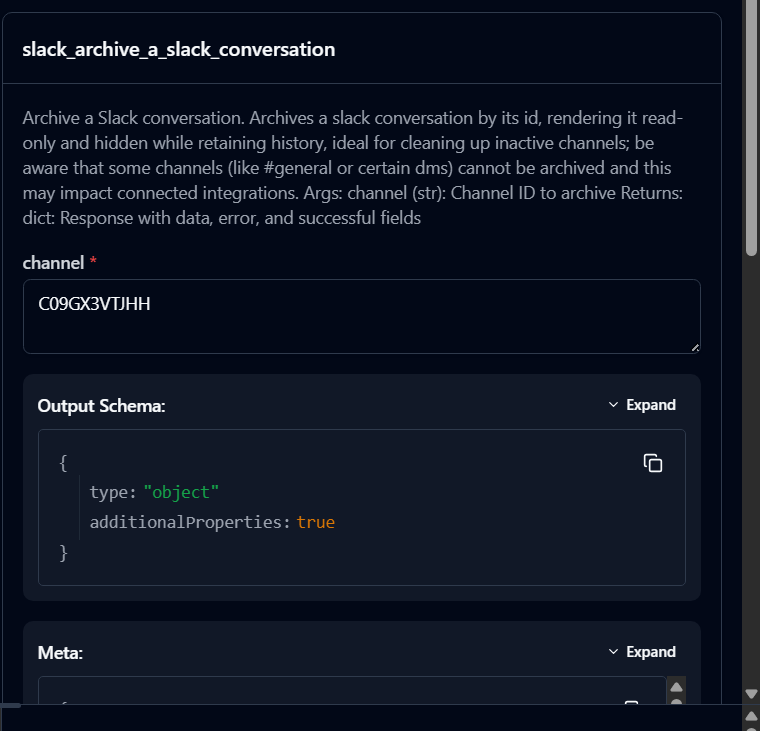 slack_archive_a_slack_conversation
Archive a Slack conversation. Archives a slack conversation by its id, rendering it read-
only and hidden while retaining history, ideal for cleaning up inactive channels; be
aware that some channels (like #general or certain dms) cannot be archived and this
may impact connected integrations. Args: channel (str): Channel ID to archive Returns:
dict: Response with data, error, and successful fields
channel *
C09GX3VTJHH
Output Schema:
Expand
{
type: "object"
additionalProperties: true
}
Meta:
Expand